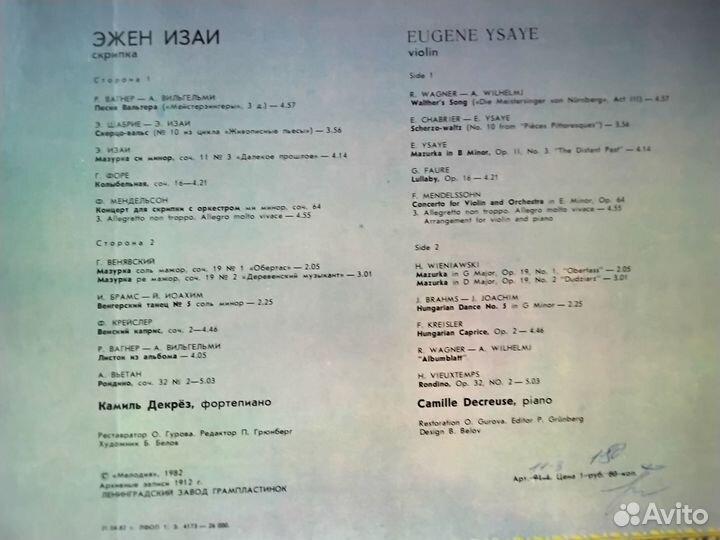 ЭЖЕН ИЗАИ
скрипка
Сторона 1
Р. ВАГНЕР — А. ВИЛЬГЕЛЬМИ
Песня Вальтера («Мейстерзингеры», 3 д.) — 4.57
Э. ШАБРИЕ — Э. ИЗАИ
Скерцо-вальс (№ 10 из цикла «Живописные пьесы») — 3.56
Э. ИЗАИ
Мазурка си минор, соч. 11 № 3 «Далекое прошлое» — 4.14
Г. ФОРЕ
Колыбельная, соч. 16 — 4.21
Ф. МЕНДЕЛЬСОН
Концерт для скрипки с оркестром ми минор, соч. 64
3. Allegretto non troppo. Allegro molto vivace — 4.55
Сторона 2
Г. ВЕНЯВСКИЙ
Мазурка соль мажор, соч. 19 № 1 «Обертас» — 2.05
Мазурка ре мажор, соч. 19 № 2 «Деревенский музыкант» — 3.01
И. БРАМС — Й. ИОАХИМ
Венгерский танец № 5 соль минор — 2.25
Ф. КРЕЙСЛЕР
Венский каприс, соч. 2 — 4.46
Р. ВАГНЕР — А. ВИЛЬГЕЛЬМИ
Листок из альбома — 4.05
А. ВЬЕТАН
Рондино, соч. 32 № 2 — 5.03
Камиль Декрёз, фортепиано
Реставратор О. Гурова. Редактор П. Грюнберг
Художник Б. Белов
© «Мелодия», 1982
Архивные записи 1912 г.
ЛЕНИНГРАДСКИЙ ЗАВОД ГРАМПЛАСТИНОК
EUGENE YSAYE
violin
Side 1
R. WAGNER — A. WILHELMJ
Walther's Song («Die Meistersinger von Nürnberg», Act III) — 4.57
E. CHABRIER — E. YSAYE
Scherzo-waltz (No. 10 from "Pièces Pittoresques") — 3.56
E. YSAYE
Mazurka in B Minor, Op. 11, No. 3 "The Distant Past" — 4.14
G. FAURE
Lullaby, Op. 16 — 4.21
F. MENDELSSOHN
Concerto for Violin and Orchestra in E Minor, Op. 64
3. Allegretto non troppo. Allegro molto vivace — 4.55
Arrangement for violin and piano
Side 2
H. WIENIAWSKI
Mazurka in G Major, Op. 19, No. 1, "Obertass" — 2.05
Mazurka in D Major, Op. 19, No. 2 "Dudziarz" — 3.01
J. BRAHMS — J. JOACHIM
Hungarian Dance No. 5 in G Minor — 2.25
F. KREISLER
Hungarian Caprice, Op. 2 — 4.46
R. WAGNER — A. WILHELMJ
"Albumblatt"
H. VIEUXTEMPS
Rondino, Op. 32, NO. 2 — 5.03
Camille Decreuse, piano
Restoration O. Gurova. Editor P. Grünberg
Design B. Belov
Арт. Цена 1 руб. 80 коп.
Avito